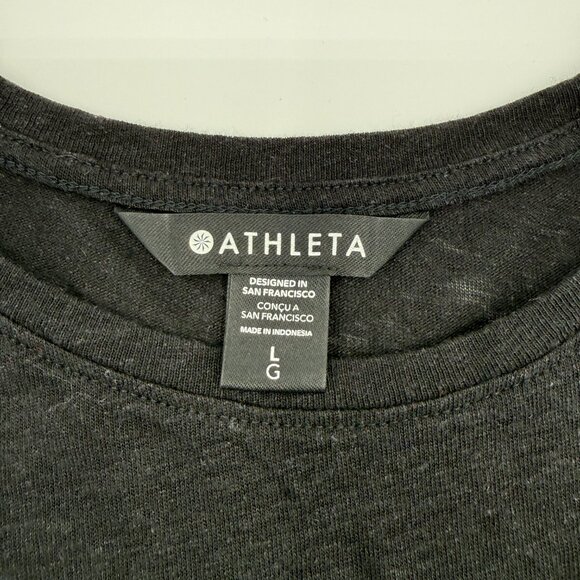 ATHLETA
DESIGNED IN
SAN FRANCISCO
CONÇU A
SAN FRANCISCO
MADE IN INDONESIA
L
G